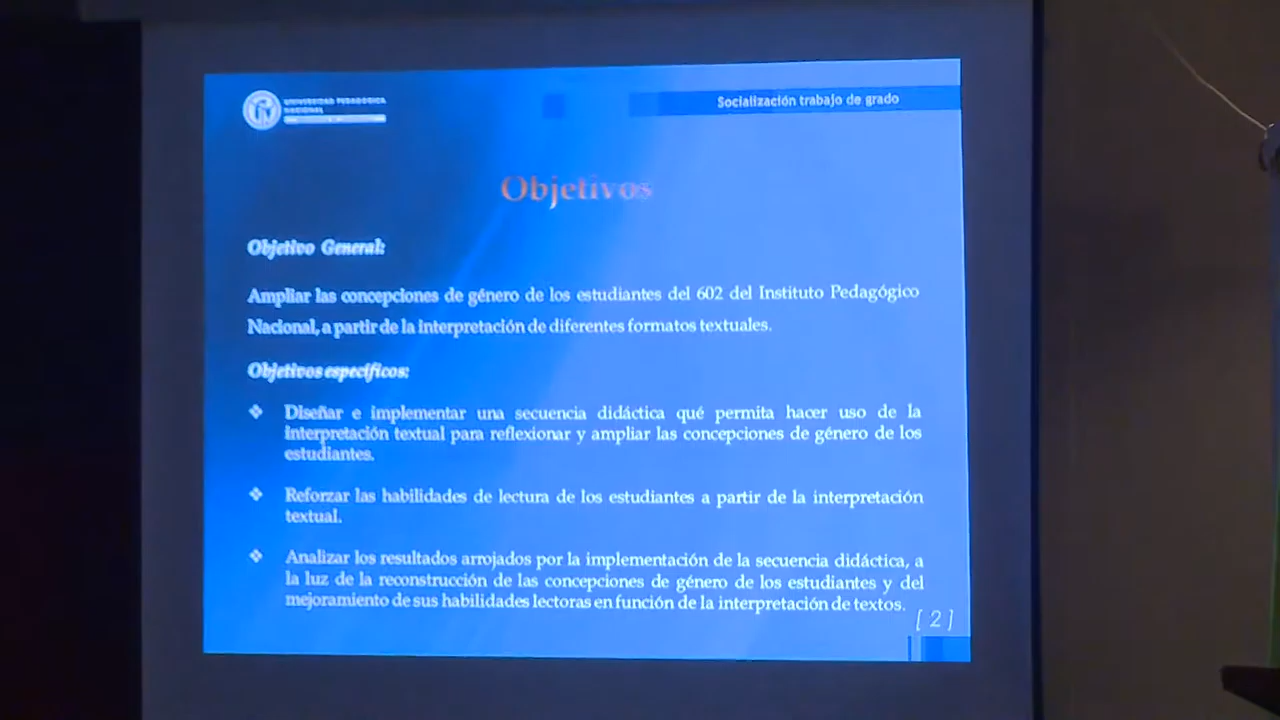 UNIVERSIDAD PEDAGOGICA
NACIONAL
Socialización trabajo de grado
Objetivos
Objetivo General:
Ampliar las concepciones de género de los estudiantes del 602 del Instituto Pedagógico
Nacional, a partir de la interpretación de diferentes formatos textuales.
Objetivos específicos:
❖ Diseñar e implementar una secuencia didáctica qué permita hacer uso de la
interpretación textual para reflexionar y ampliar las concepciones de género de los
estudiantes.
❖ Reforzar las habilidades de lectura de los estudiantes a partir de la interpretación
textual.
❖ Analizar los resultados arrojados por la implementación de la secuencia didáctica, a
la luz de la reconstrucción de las concepciones de género de los estudiantes y del
mejoramiento de sus habilidades lectoras en función de la interpretación de textos.
[ 2 ]